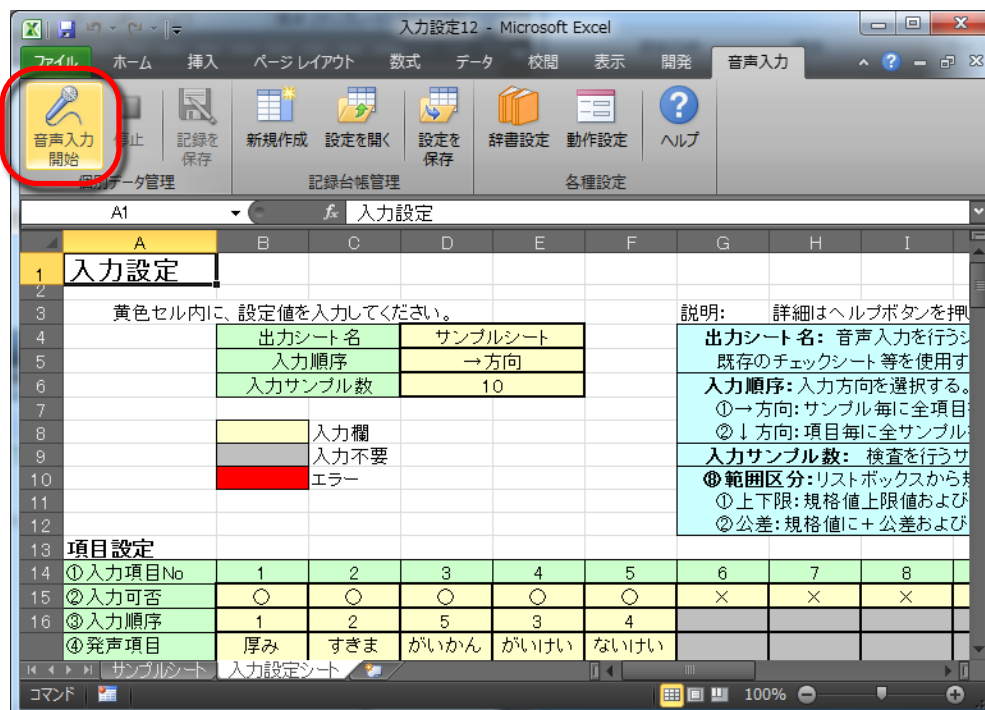 入力設定12 - Microsoft Excel
ファイル ホーム 挿入 ページ レイアウト 数式 データ 校閲 表示 開発 音声入力
音声入力開始 停止 記録を保存 新規作成 設定を開く 設定を保存 辞書設定 動作設定 ヘルプ
個別データ管理 記録台帳管理 各種設定
A1 fx 入力設定
A B C D E F G H I
1 入力設定
2
3 黄色セル内に、設定値を入力してください。 説明: 詳細はヘルプボタンを押
4 出力シート名 サンプルシート 出力シート名: 音声入力を行う
5 入力順序 →方向 既存のチェックシート等を使用す
6 入力サンプル数 10 入力順序:入力方向を選択する。
7 ①→方向:サンプル毎に全項目
8 入力欄 ②↓方向:項目毎に全サンプル
9 入力不要 入力サンプル数: 検査を行うサ
10 エラー 範囲区分:リストボックスから
11 ①上下限:規格値上限値および
12 ②公差:規格値に+公差および
13 項目設定
14 ①入力項目No 1 2 3 4 5 6 7 8
15 ②入力可否 ○ ○ ○ ○ ○ × × ×
16 ③入力順序 1 2 5 3 4
④発声項目 厚み すきま がいかん がいけい ないけい
サンプルシート 入力設定シート
コマンド 100%